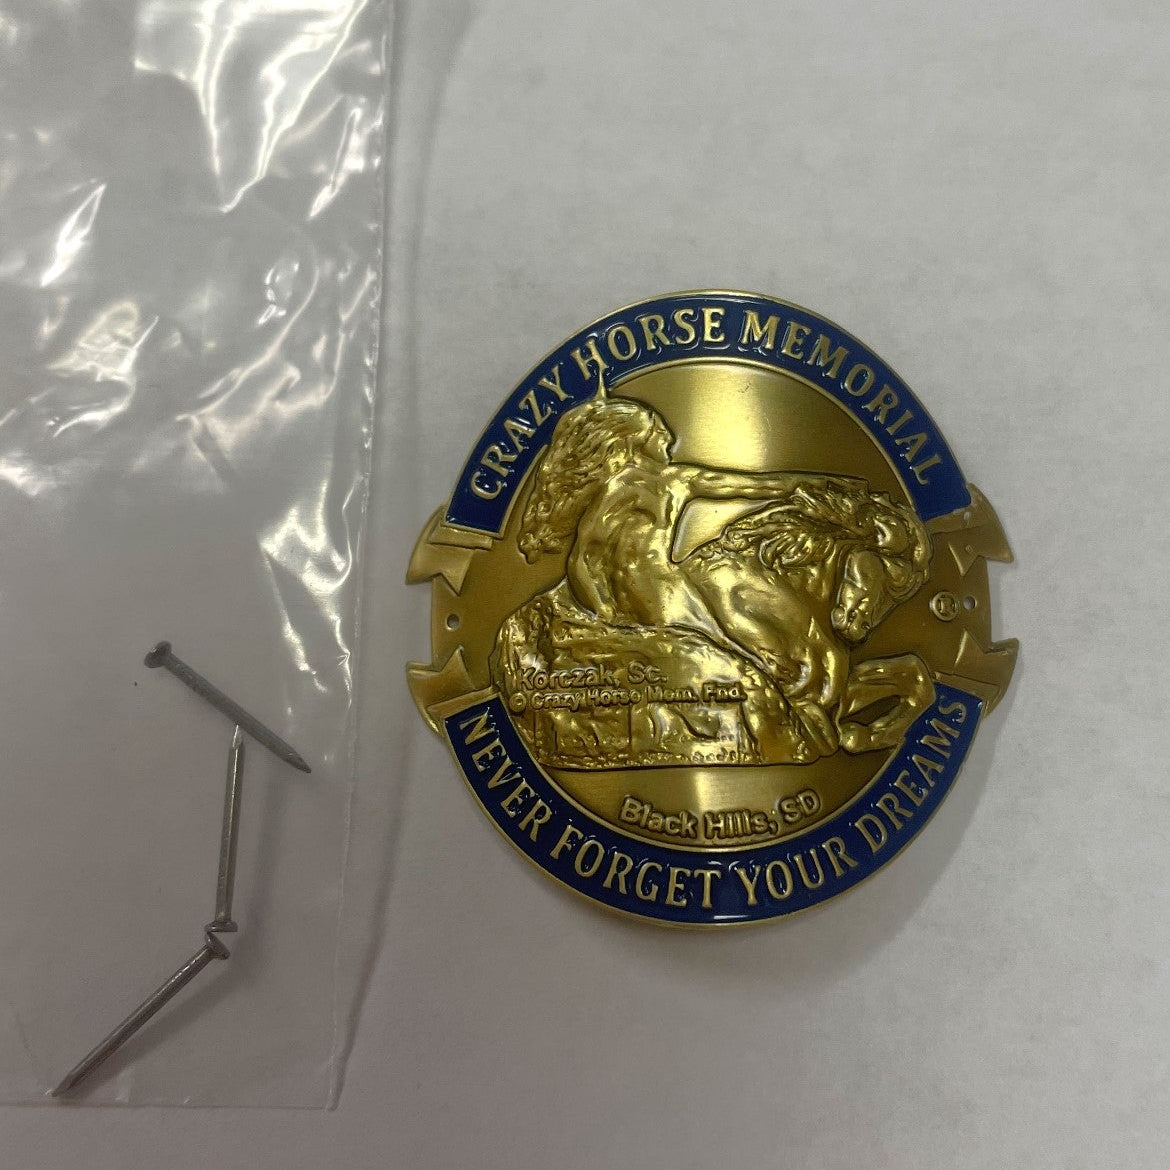 CRAZY HORSE MEMORIAL
Korczak, Sc.
© Crazy Horse Mem. Fnd.
Black Hills, SD
NEVER FORGET YOUR DREAMS